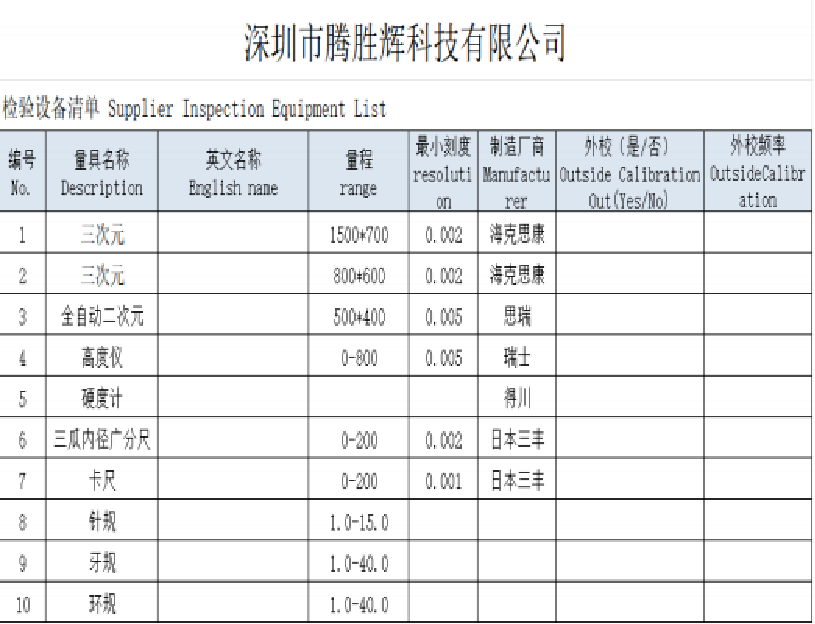 深圳市腾胜辉科技有限公司
检验设备清单 Supplier Inspection Equipment List
编号 No. 量具名称 Description 英文名称 English name 量程 range 最小刻度 resolution 制造厂商 Manufacturer 外校（是/否） Outside Calibration Out(Yes/No) 外校频率 OutsideCalibration
1 三次元 1500*700 0.002 海克思康
2 三次元 800*600 0.002 海克思康
3 全自动二次元 500*400 0.005 思瑞
4 高度仪 0-800 0.005 瑞士
5 硬度计 得川
6 三瓜内径广分尺 0-200 0.002 日本三丰
7 卡尺 0-200 0.001 日本三丰
8 针规 1.0-15.0
9 牙规 1.0-40.0
10 环规 1.0-40.0